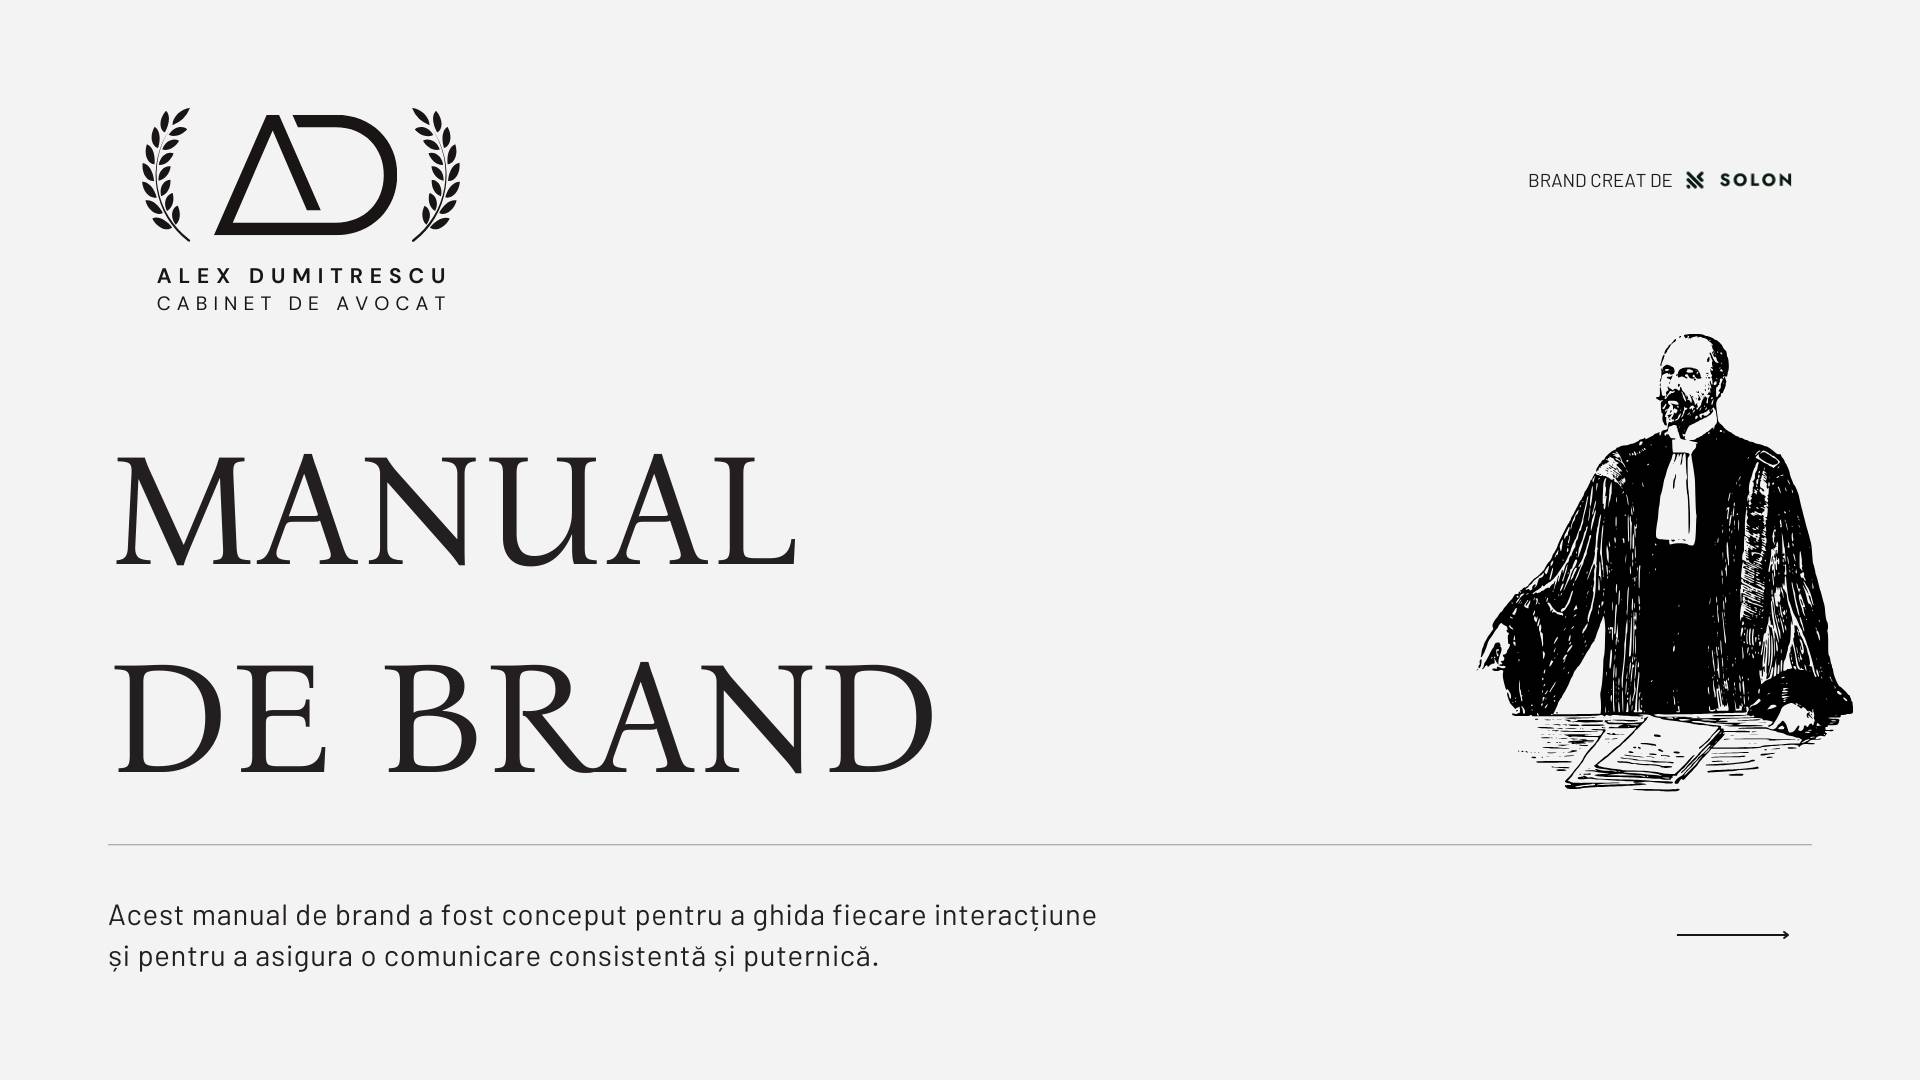 AD
ALEX DUMITRESCU
CABINET DE AVOCAT
BRAND CREAT DE SOLON
MANUAL
DE BRAND
Acest manual de brand a fost conceput pentru a ghida fiecare interacțiune
și pentru a asigura o comunicare consistentă și puternică.